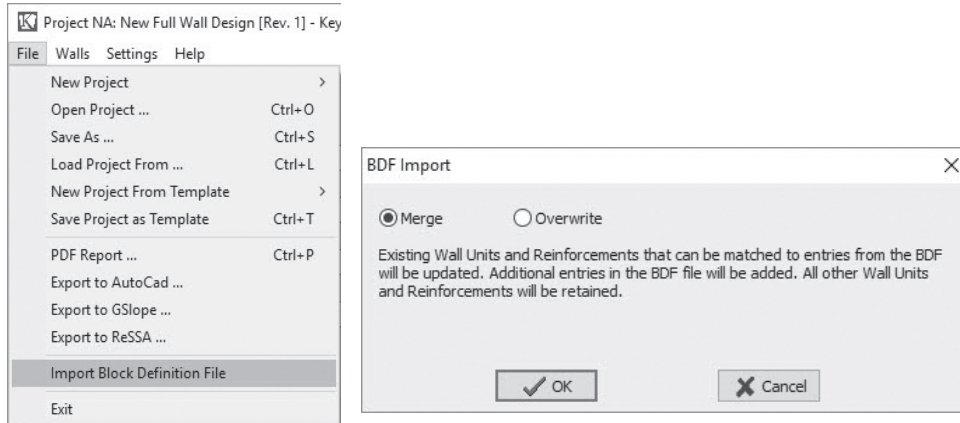 K Project NA: New Full Wall Design [Rev. 1] - Key
File Walls Settings Help
New Project >
Open Project ... Ctrl+O
Save As ... Ctrl+S
Load Project From ... Ctrl+L
New Project From Template >
Save Project as Template Ctrl+T
PDF Report ... Ctrl+P
Export to AutoCad ...
Export to GSlope ...
Export to ReSSA ...
Import Block Definition File
Exit
BDF Import
Merge Overwrite
Existing Wall Units and Reinforcements that can be matched to entries from the BDF
will be updated. Additional entries in the BDF file will be added. All other Wall Units
and Reinforcements will be retained.
OK Cancel